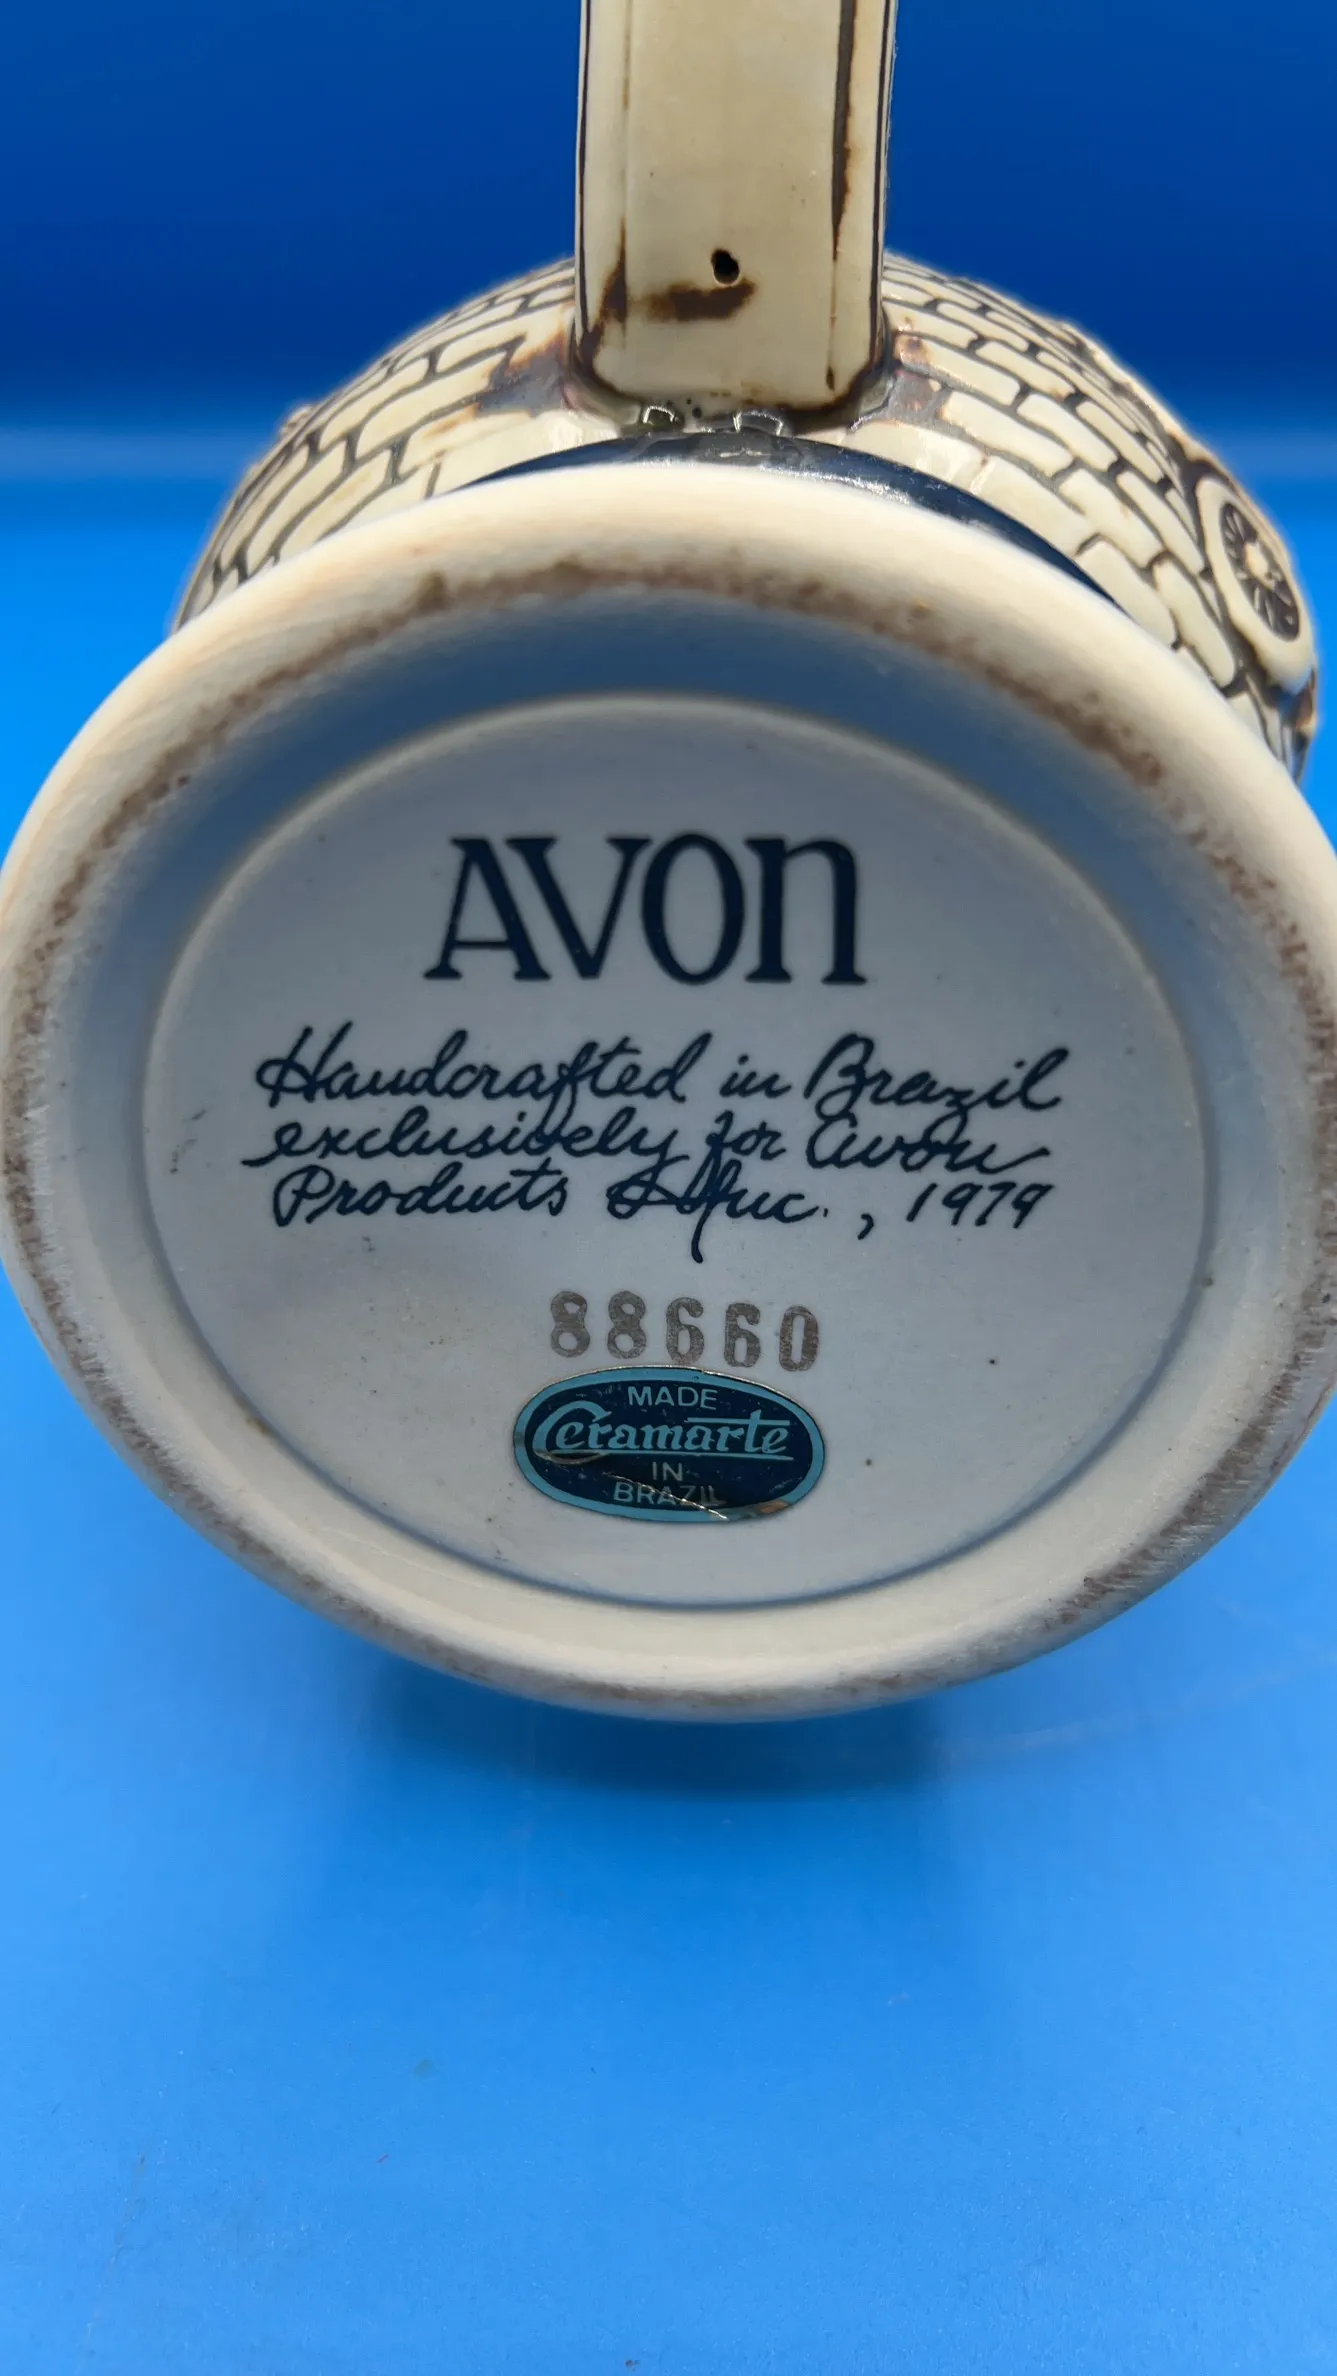 AVON
Handcrafted in Brazil
exclusively for Avon
Products Inc., 1979
88660
MADE
Ceramarte
IN
BRAZIL